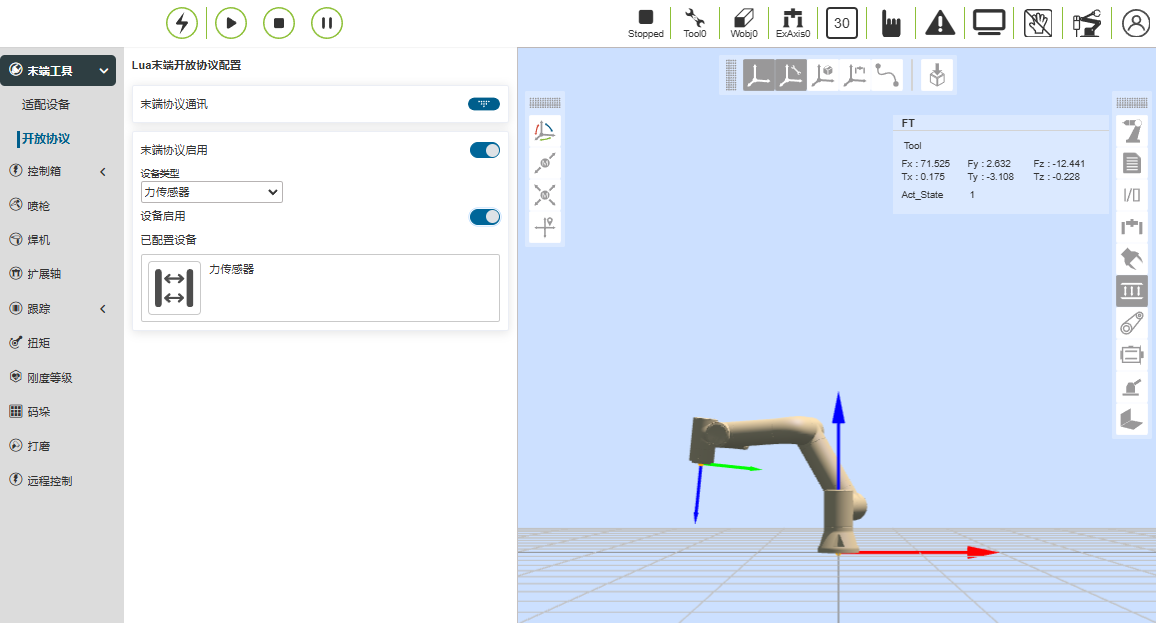 Stopped
Tool0
Wobj0
ExAxis0
30
末端工具
适配设备
开放协议
控制箱
喷枪
焊机
扩展轴
跟踪
扭矩
刚度等级
码垛
打磨
远程控制
Lua末端开放协议配置
末端协议通讯
末端协议启用
设备类型
力传感器
设备启用
已配置设备
力传感器
FT
Tool
Fx : 71.525 Fy : 2.632 Fz : -12.441
Tx : 0.175 Ty : -3.108 Tz : -0.228
Act_State 1